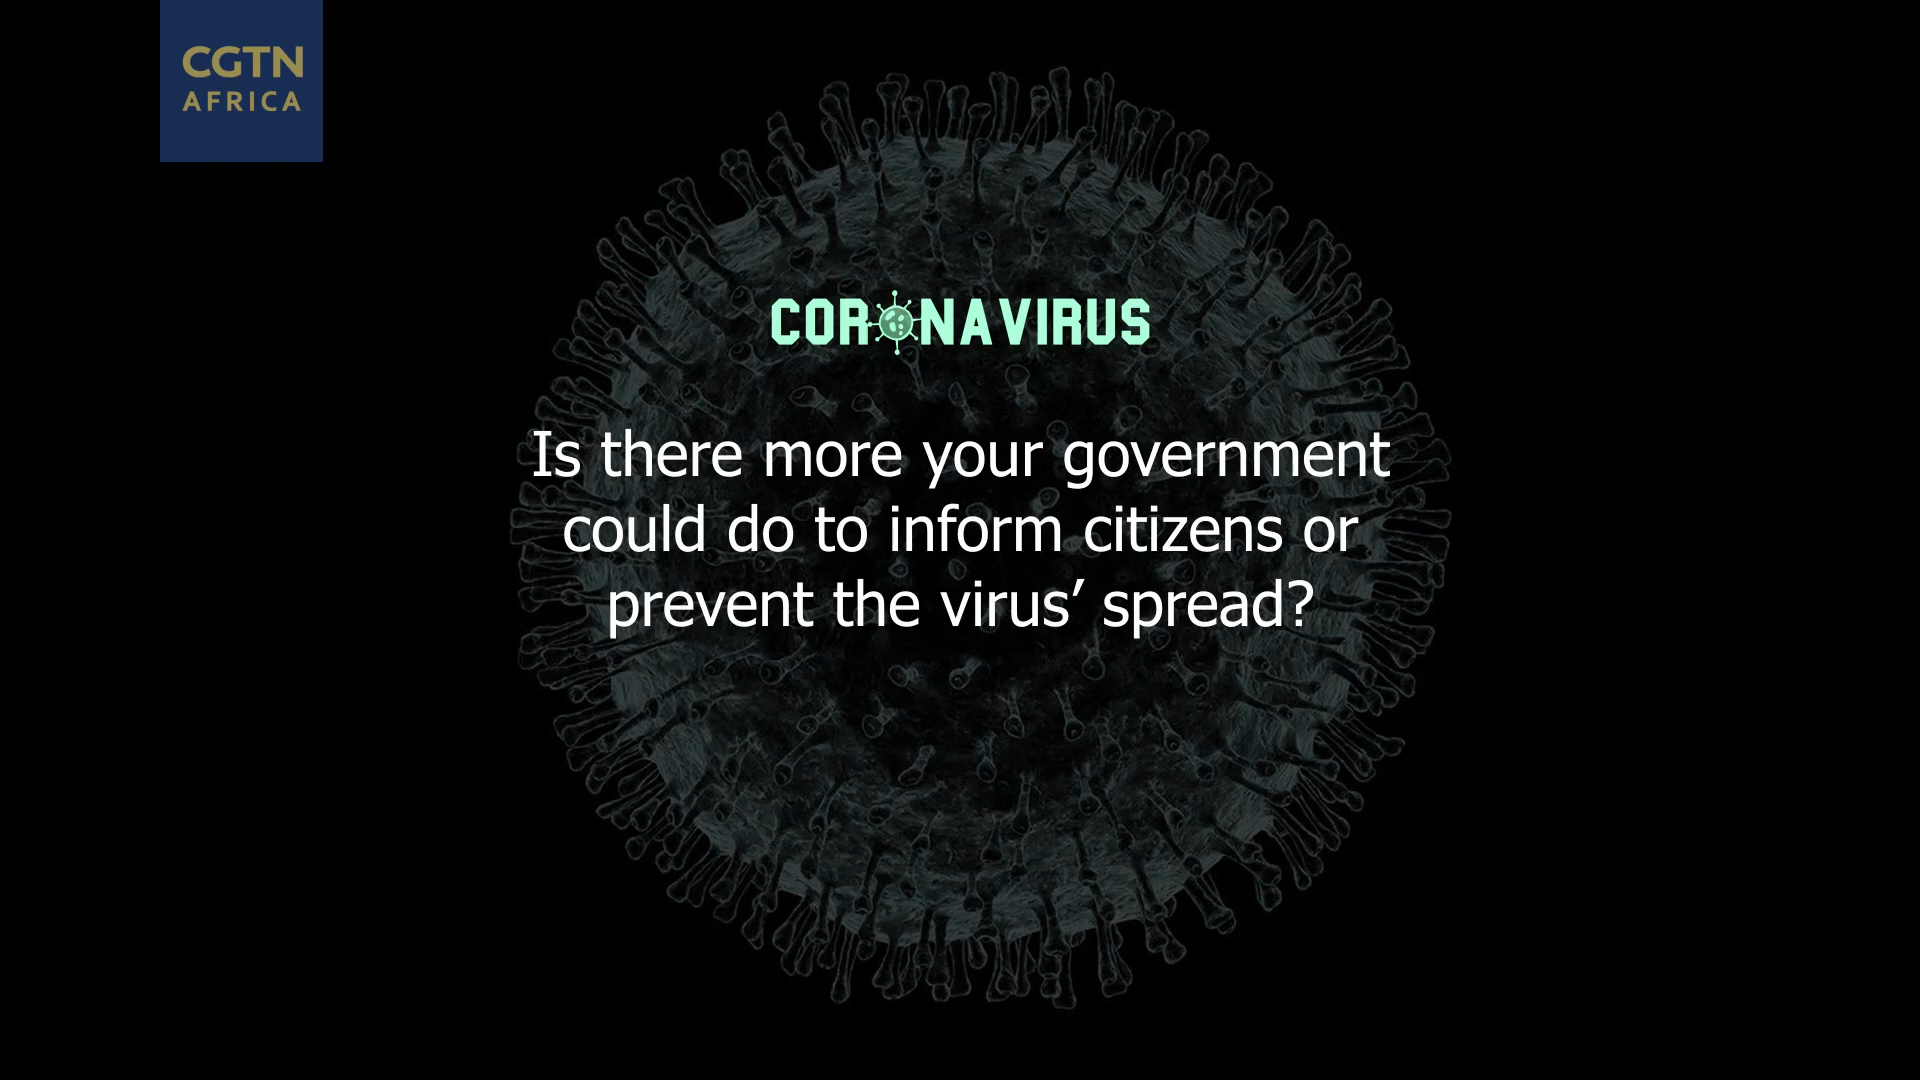 CGTN
AFRICA
CORONAVIRUS
Is there more your government
could do to inform citizens or
prevent the virus’ spread?